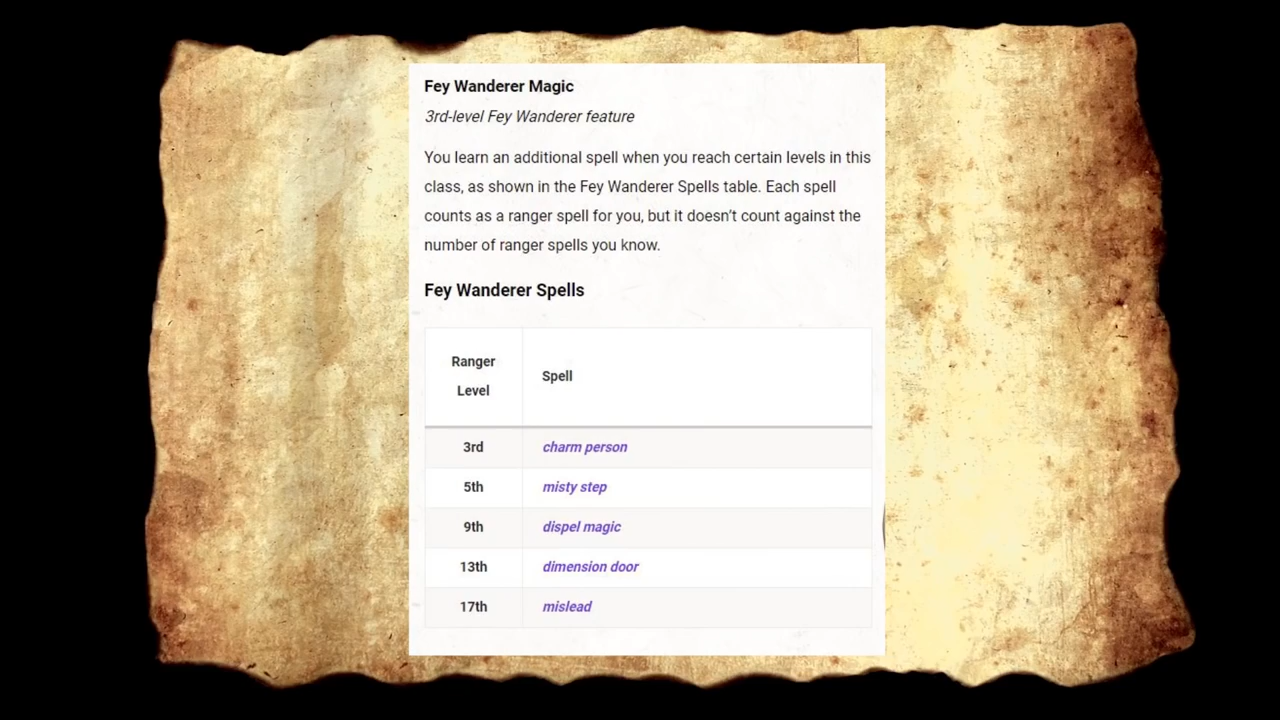 Fey Wanderer Magic
3rd-level Fey Wanderer feature
You learn an additional spell when you reach certain levels in this
class, as shown in the Fey Wanderer Spells table. Each spell
counts as a ranger spell for you, but it doesn’t count against the
number of ranger spells you know.
Fey Wanderer Spells
Ranger
Level
Spell
3rd charm person
5th misty step
9th dispel magic
13th dimension door
17th mislead